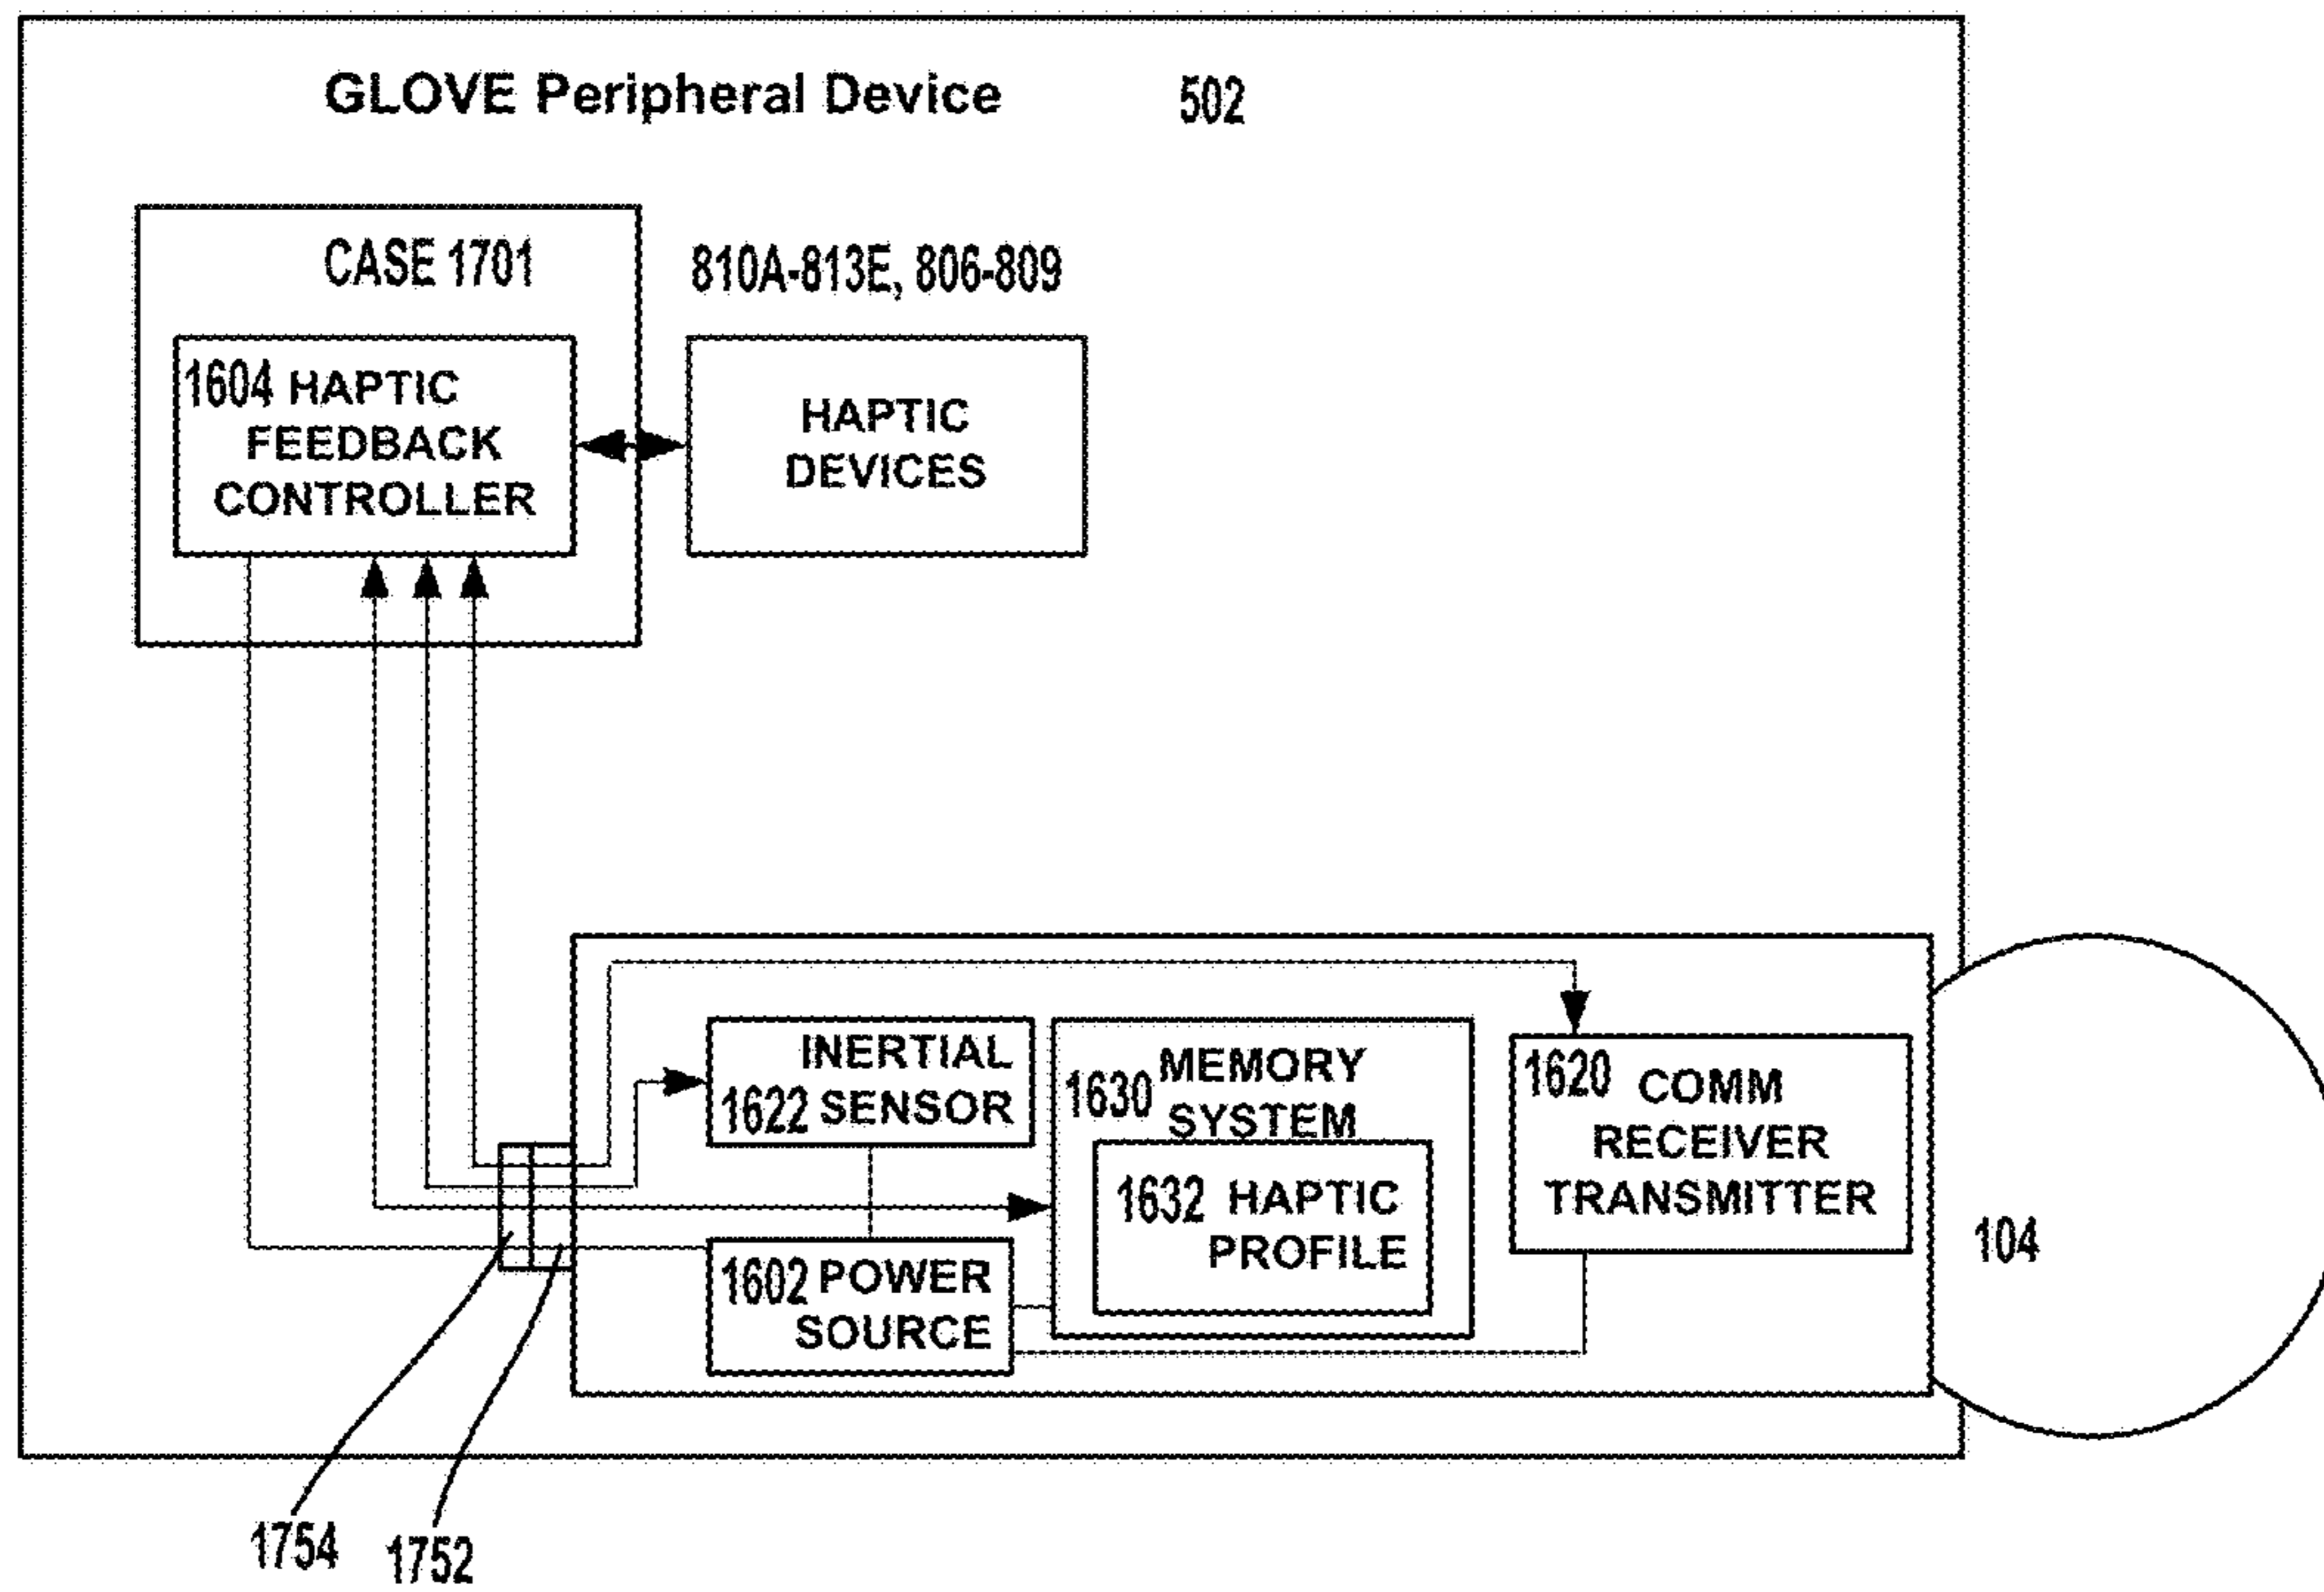 GLOVE Peripheral Device 502
CASE 1701
810A-813E, 806-809
1604 HAPTIC
FEEDBACK
CONTROLLER
HAPTIC
DEVICES
INERTIAL
1622 SENSOR
1630 MEMORY
SYSTEM
1632 HAPTIC
PROFILE
1620 COMM
RECEIVER
TRANSMITTER
104
1602 POWER
SOURCE
1754
1752